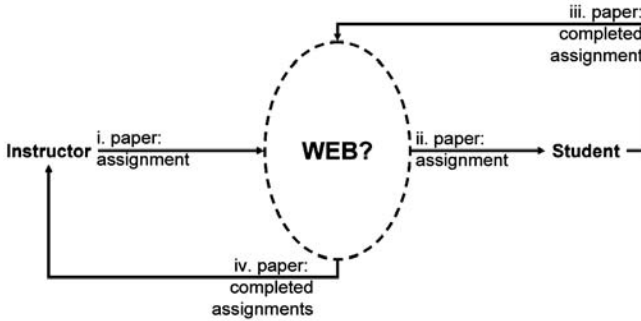 iii. paper:
completed
assignment
i. paper:
Instructor
assignment
WEB?
ii. paper:
assignment
Student
iv. paper:
completed
assignments